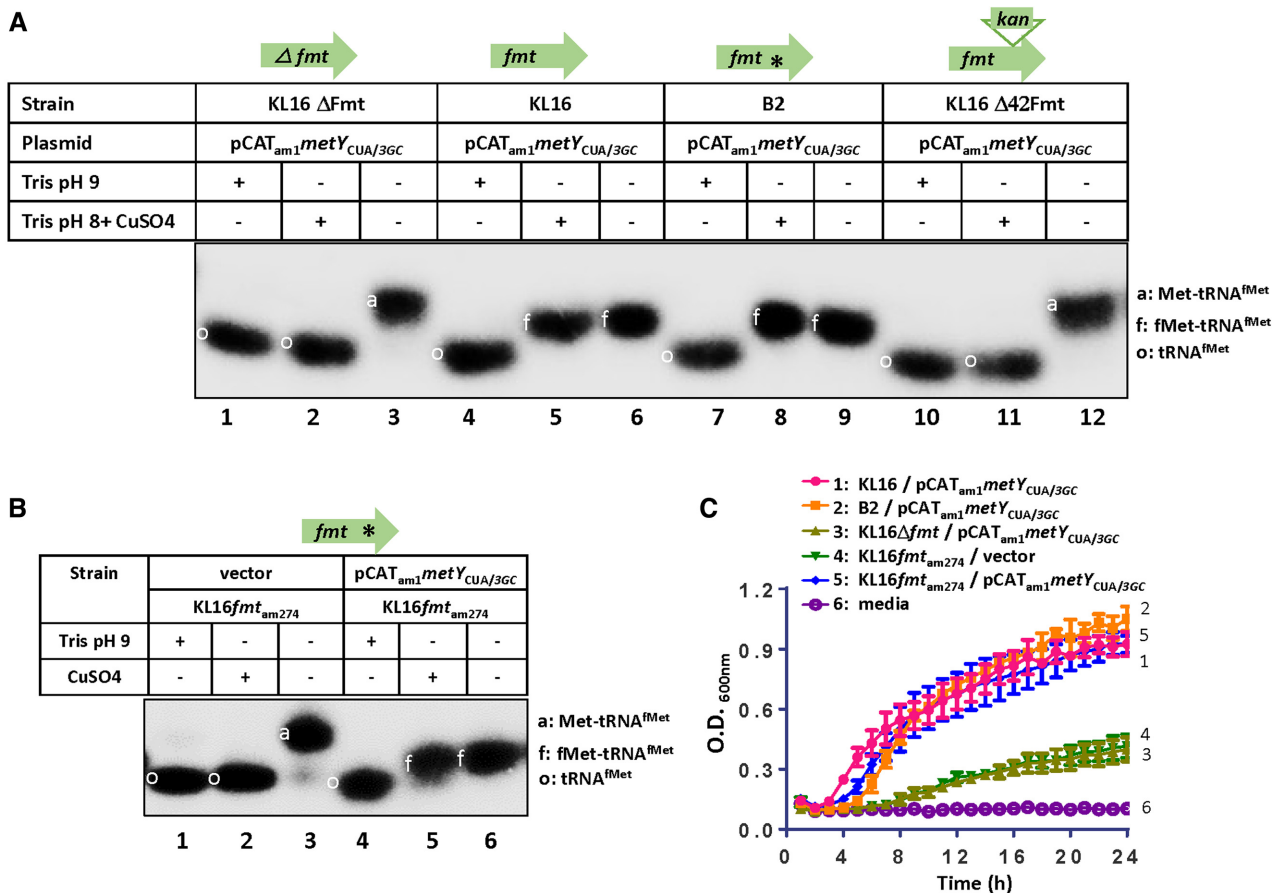 A
kan
Δ fmt
fmt
fmt *
fmt
Strain KL16 ΔFmt KL16 B2 KL16 Δ42Fmt
Plasmid pCATam1metYCUA/3GC pCATam1metYCUA/3GC pCATam1metYCUA/3GC pCATam1metYCUA/3GC
Tris pH 9 + - - + - - + - - + - -
Tris pH 8+ CuSO4 - + - - + - - + - - + -
o o a o f f o f f o o a
a: Met-tRNAfMet
f: fMet-tRNAfMet
o: tRNAfMet
1 2 3 4 5 6 7 8 9 10 11 12
B
fmt *
Strain vector pCATam1metYCUA/3GC
KL16fmtam274 KL16fmtam274
Tris pH 9 + - - + - -
CuSO4 - + - - + -
o o a o f f
a: Met-tRNAfMet
f: fMet-tRNAfMet
o: tRNAfMet
1 2 3 4 5 6
C
1: KL16 / pCATam1metYCUA/3GC
2: B2 / pCATam1metYCUA/3GC
3: KL16Δfmt / pCATam1metYCUA/3GC
4: KL16fmtam274 / vector
5: KL16fmtam274 / pCATam1metYCUA/3GC
6: media
O.D. 600nm
1.2
0.9
0.6
0.3
0.0
2
5
1
4
3
6
0 4 8 12 16 20 24
Time (h)